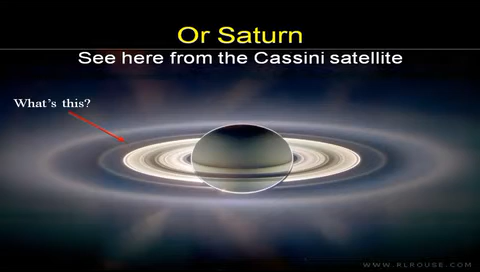 Or Saturn
See here from the Cassini satellite
What's this?
WWW.RLROUSE.COM